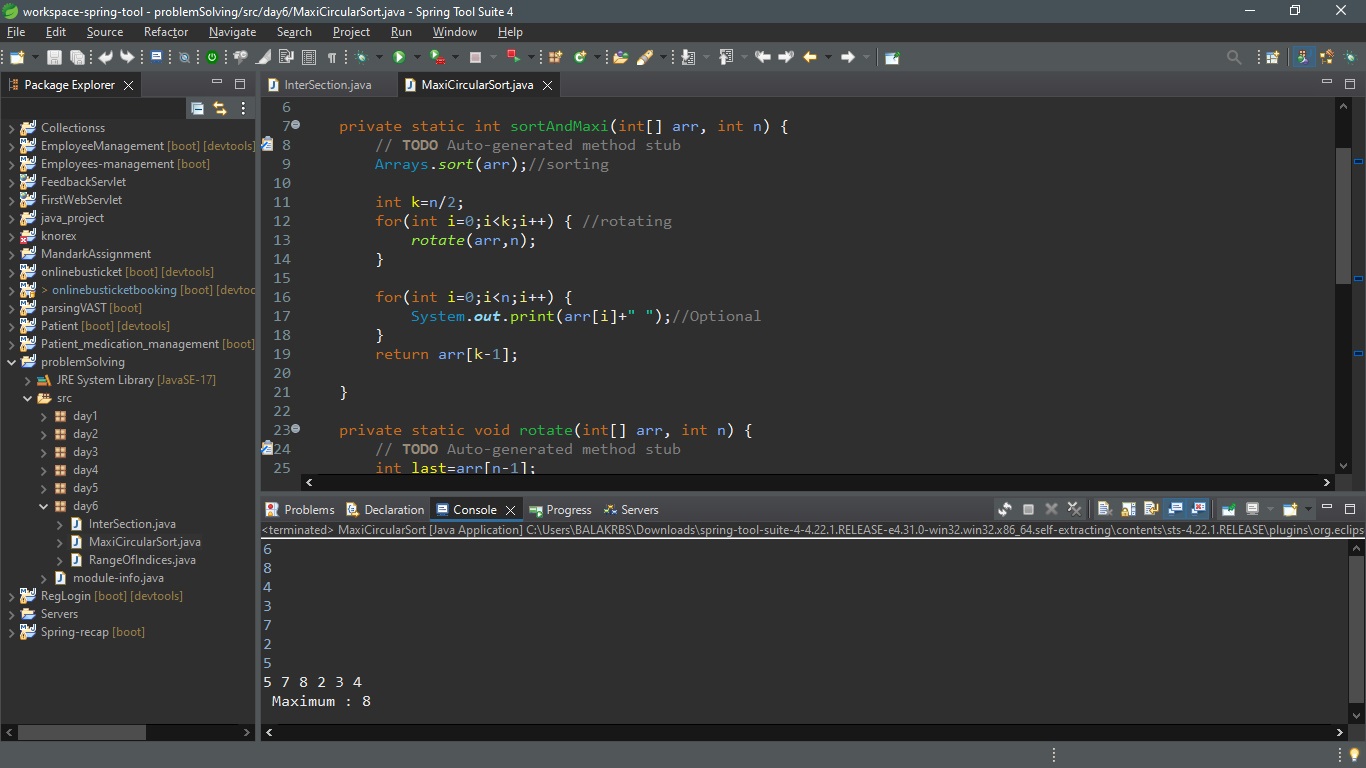 workspace-spring-tool - problemSolving/src/day6/MaxiCircularSort.java - Spring Tool Suite 4
File Edit Source Refactor Navigate Search Project Run Window Help
Package Explorer
InterSection.java
MaxiCircularSort.java
Collectionss
EmployeeManagement [boot] [devtools]
Employees-management [boot]
FeedbackServlet
FirstWebServlet
java_project
knorex
MandarkAssignment
onlinebusticket [boot] [devtools]
> onlinebusticketbooking [boot] [devtoo
parsingVAST [boot]
Patient [boot] [devtools]
Patient_medication_management [boot]
problemSolving
JRE System Library [JavaSE-17]
src
day1
day2
day3
day4
day5
day6
InterSection.java
MaxiCircularSort.java
RangeOfIndices.java
module-info.java
RegLogin [boot] [devtools]
Servers
Spring-recap [boot]
6
7 private static int sortAndMaxi(int[] arr, int n) {
8 // TODO Auto-generated method stub
9 Arrays.sort(arr);//sorting
10
11 int k=n/2;
12 for(int i=0;i<k;i++) { //rotating
13 rotate(arr,n);
14 }
15
16 for(int i=0;i<n;i++) {
17 System.out.print(arr[i]+" ");//Optional
18 }
19 return arr[k-1];
20
21 }
22
23 private static void rotate(int[] arr, int n) {
24 // TODO Auto-generated method stub
25 int last=arr[n-1];
Problems Declaration Console Progress Servers
<terminated> MaxiCircularSort [Java Application] C:\Users\BALAKRBS\Downloads\spring-tool-suite-4-4.22.1.RELEASE-e4.31.0-win32.win32.x86_64.self-extracting\contents\sts-4.22.1.RELEASE\plugins\org.eclips
6
8
4
3
7
2
5
5 7 8 2 3 4
Maximum : 8